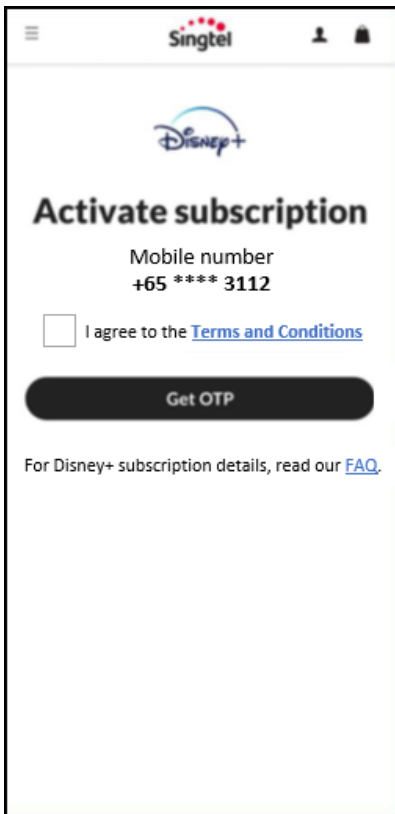 Singtel
Disney+
Activate subscription
Mobile number
+65 **** 3112
I agree to the Terms and Conditions
Get OTP
For Disney+ subscription details, read our FAQ.